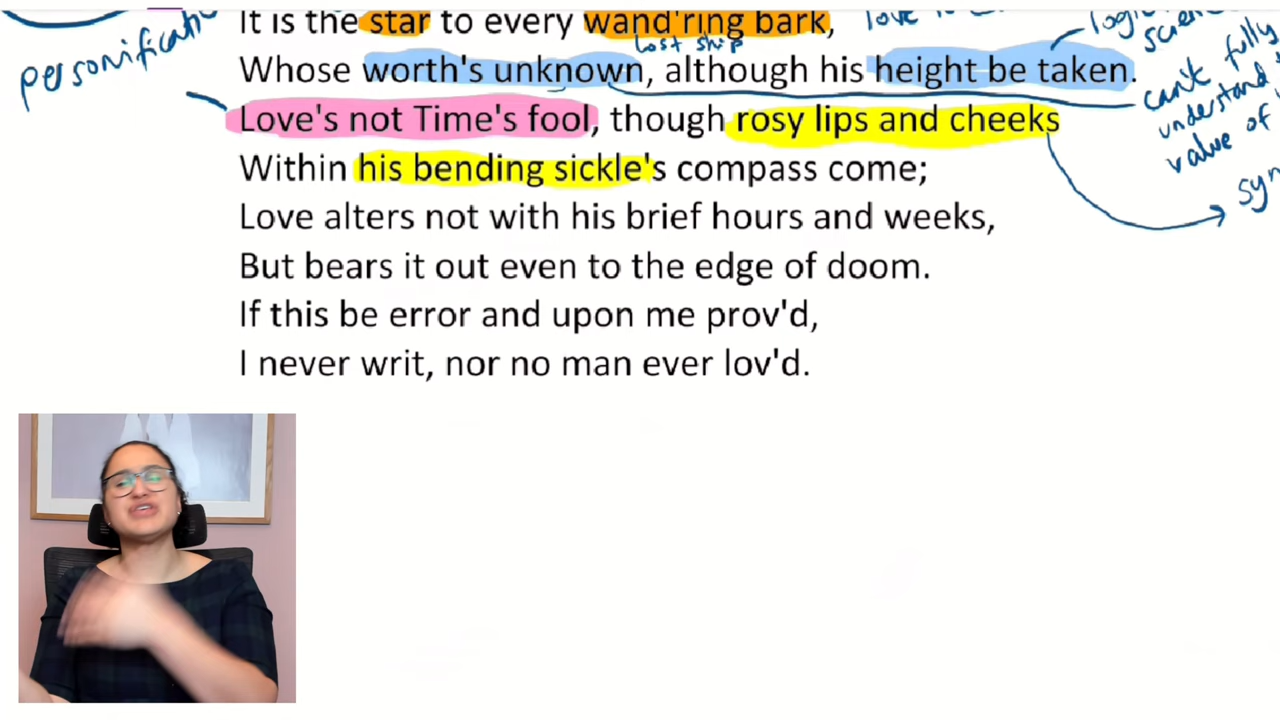 It is the star to every wand'ring bark,
lost ship
Whose worth's unknown, although his height be taken.
can't fully
understand
value of
personificati
Love's not Time's fool, though rosy lips and cheeks
Within his bending sickle's compass come;
Love alters not with his brief hours and weeks,
But bears it out even to the edge of doom.
If this be error and upon me prov'd,
I never writ, nor no man ever lov'd.